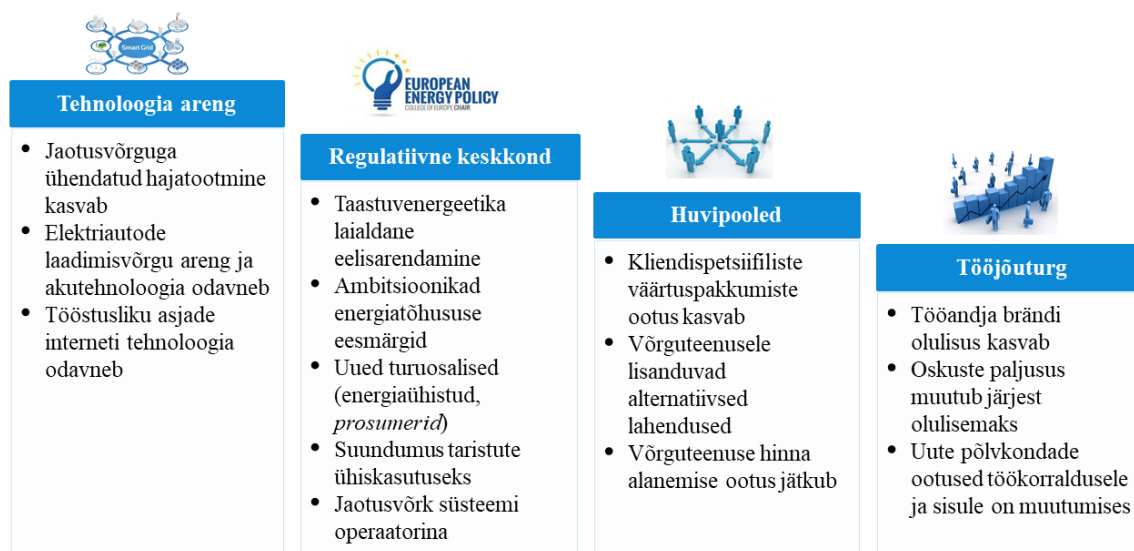 Smart Grid
Tehnoloogia areng
Jaotusvõrguga
ühendatud hajatootmine
kasvab
Elektriautode
laadimisvõrgu areng ja
akutehnoloogia odavneb
Tööstusliku asjade
interneti tehnoloogia
odavneb
EUROPEAN
ENERGY POLICY
COLLEGE OF EUROPE CHAIR
Regulatiivne keskkond
Taastuvenergeetika
laialdane
eelisarendamine
Ambitsioonikad
energiatõhususe
eesmärgid
Uued turuosalised
(energiaühistud,
prosumerid)
Suundumus taristute
ühiskasutuseks
Jaotusvõrk süsteemi
operaatorina
Huvipooled
Kliendispetsiifiliste
väärtuspakkumiste
ootus kasvab
Võrguteenusele
lisanduvad
alternatiivsed
lahendused
Võrguteenuse hinna
alanemise ootus jätkub
Tööjõuturg
Tööandja brändi
olulisus kasvab
Oskuste paljusus
muutub järjest
olulisemaks
Uute põlvkondade
ootused töökorraldusele
ja sisule on muutumises